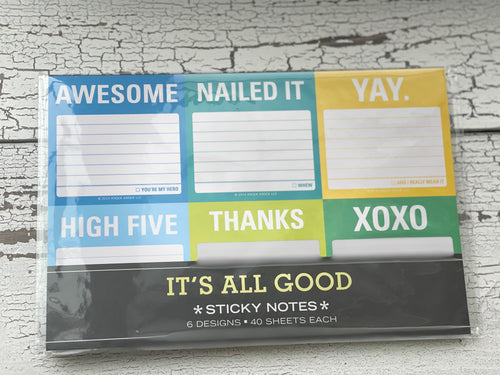 AWESOME
YOU'RE MY HERO
NAILED IT
WHEW
YAY.
AND I REALLY MEAN IT
HIGH FIVE
THANKS
XOXO
IT'S ALL GOOD
*STICKY NOTES*
6 DESIGNS • 40 SHEETS EACH